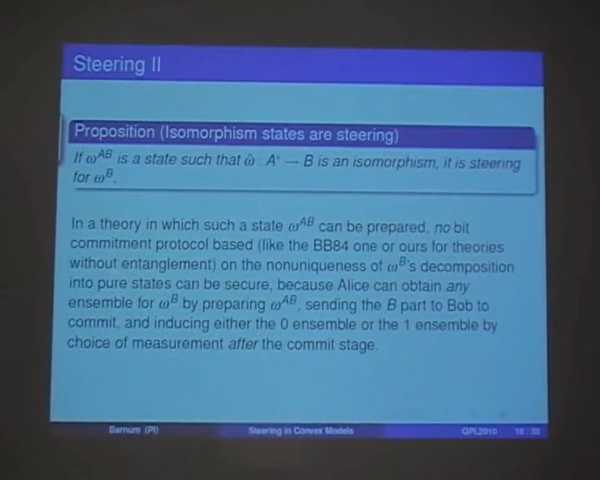 Steering II
Proposition (Isomorphism states are steering)
If ω^AB is a state such that ω̂ : A* → B is an isomorphism, it is steering
for ω^B.
In a theory in which such a state ω^AB can be prepared, no bit
commitment protocol based (like the BB84 one or ours for theories
without entanglement) on the nonuniqueness of ω^B's decomposition
into pure states can be secure, because Alice can obtain any
ensemble for ω^B by preparing ω^AB, sending the B part to Bob to
commit, and inducing either the 0 ensemble or the 1 ensemble by
choice of measurement after the commit stage.
Barnum (PI) Steering in Convex Models QPL2010